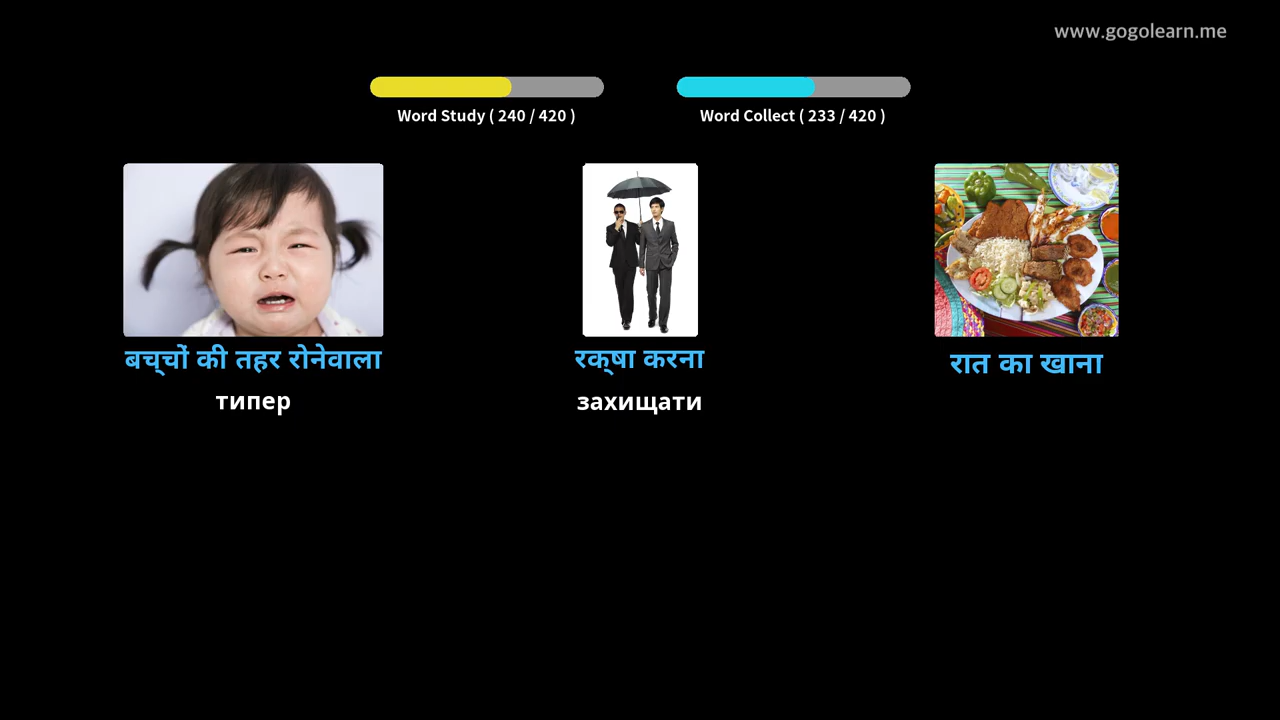 www.gogolearn.me
Word Study ( 240 / 420 )
Word Collect ( 233 / 420 )
बच्चों की तहर रोनेवाला
रक्षा करना
रात का खाना
типер
захищати